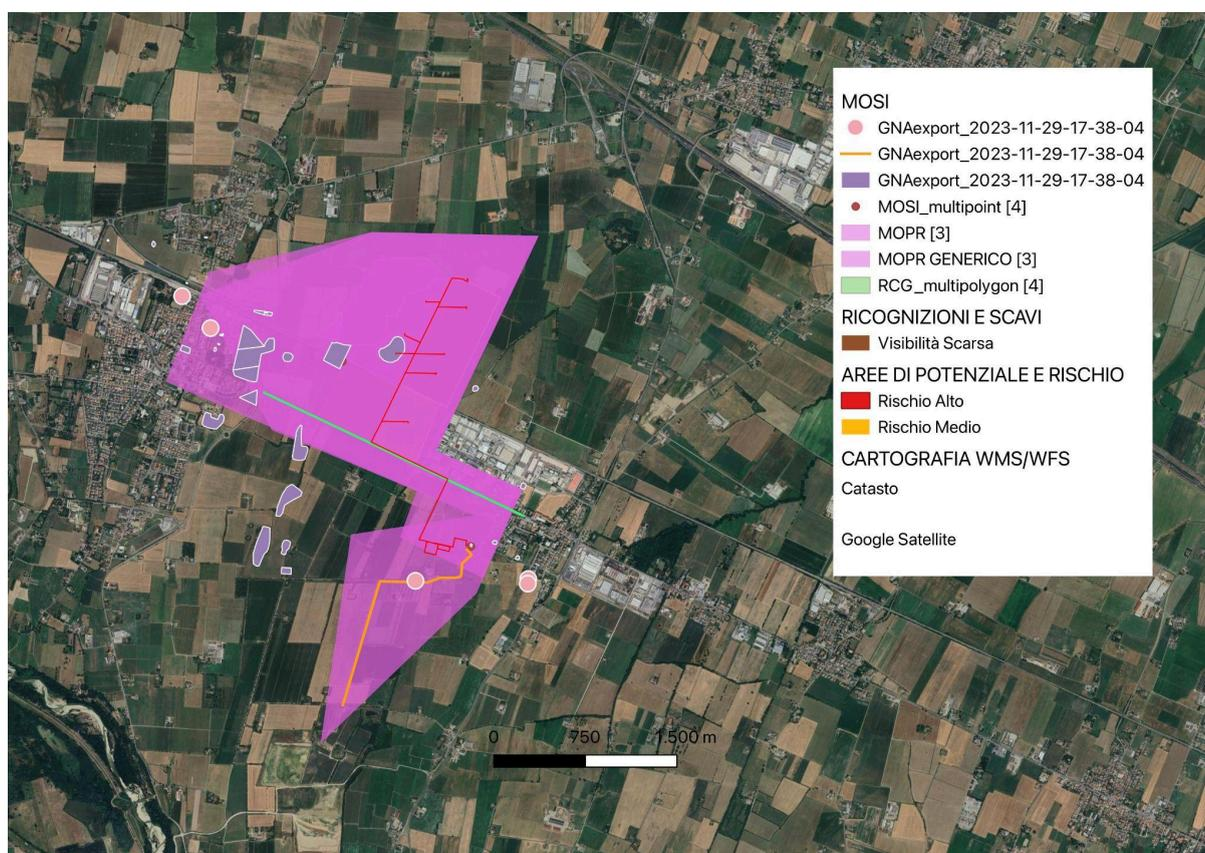 MOSI
GNAexport_2023-11-29-17-38-04
GNAexport_2023-11-29-17-38-04
GNAexport_2023-11-29-17-38-04
MOSI_multipoint [4]
MOPR [3]
MOPR GENERICO [3]
RCG_multipolygon [4]
RICOGNIZIONI E SCAVI
Visibilità Scarsa
AREE DI POTENZIALE E RISCHIO
Rischio Alto
Rischio Medio
CARTOGRAFIA WMS/WFS
Catasto
Google Satellite
0 750 1.500 m